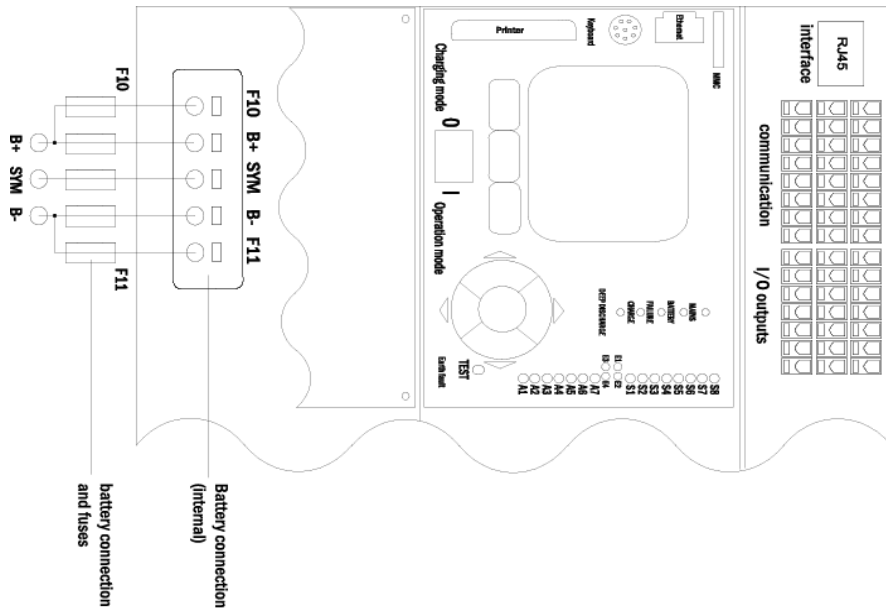 Printer
Keyboard
Ethernet
MMC
RJ45
interface
communication
I/O outputs
Charging mode
0
I
Operation mode
F10
F10
B+
B+
SYM
SYM
B-
B-
F11
F11
MAINS
BATTERY
FAILURE
CHARGE
DEEP DISCHARGE
TEST
Earth fault
E3
E1
E4
E2
A1
A2
A3
A4
A5
A6
A7
S1
S2
S3
S4
S5
S6
S7
S8
Battery connection
(internal)
battery connection
and fuses